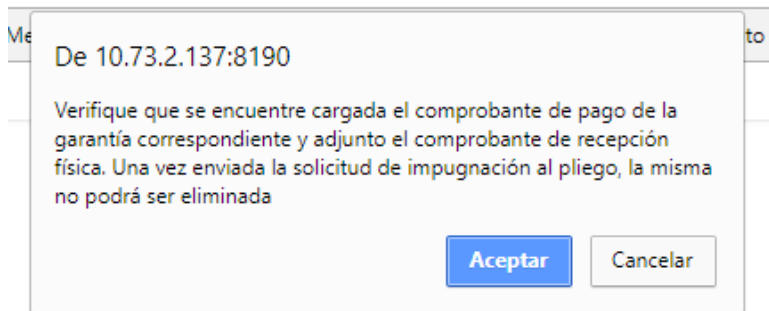 Me
to
De 10.73.2.137:8190
Verifique que se encuentre cargada el comprobante de pago de la
garantía correspondiente y adjunto el comprobante de recepción
física. Una vez enviada la solicitud de impugnación al pliego, la misma
no podrá ser eliminada
Aceptar
Cancelar